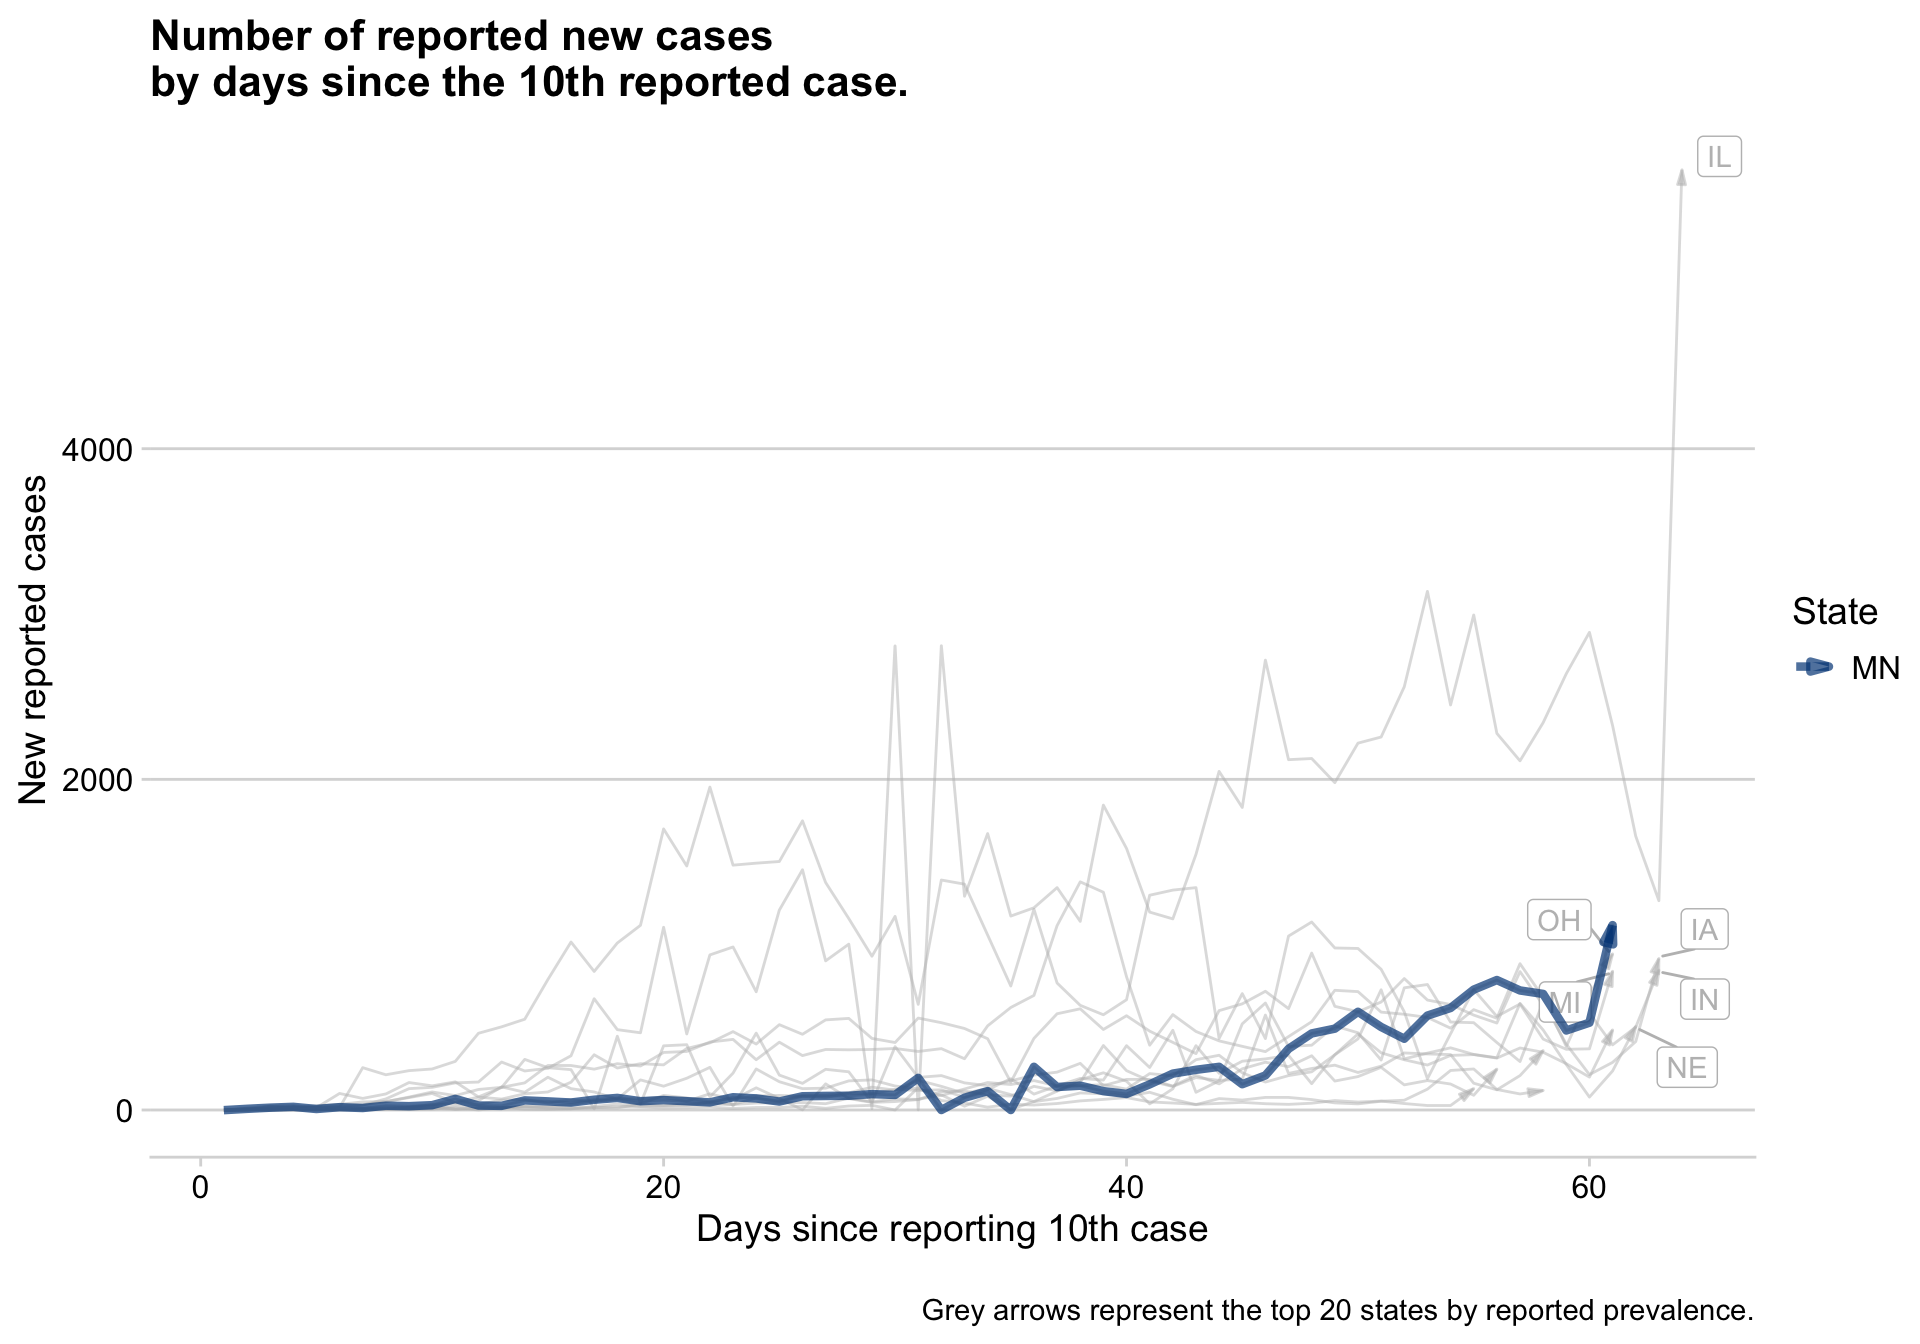 Number of reported new cases
by days since the 10th reported case.
IL
4000
New reported cases
State
MN
2000
OH
IA
MI
IN
NE
0
0
20
40
60
Days since reporting 10th case
Grey arrows represent the top 20 states by reported prevalence.